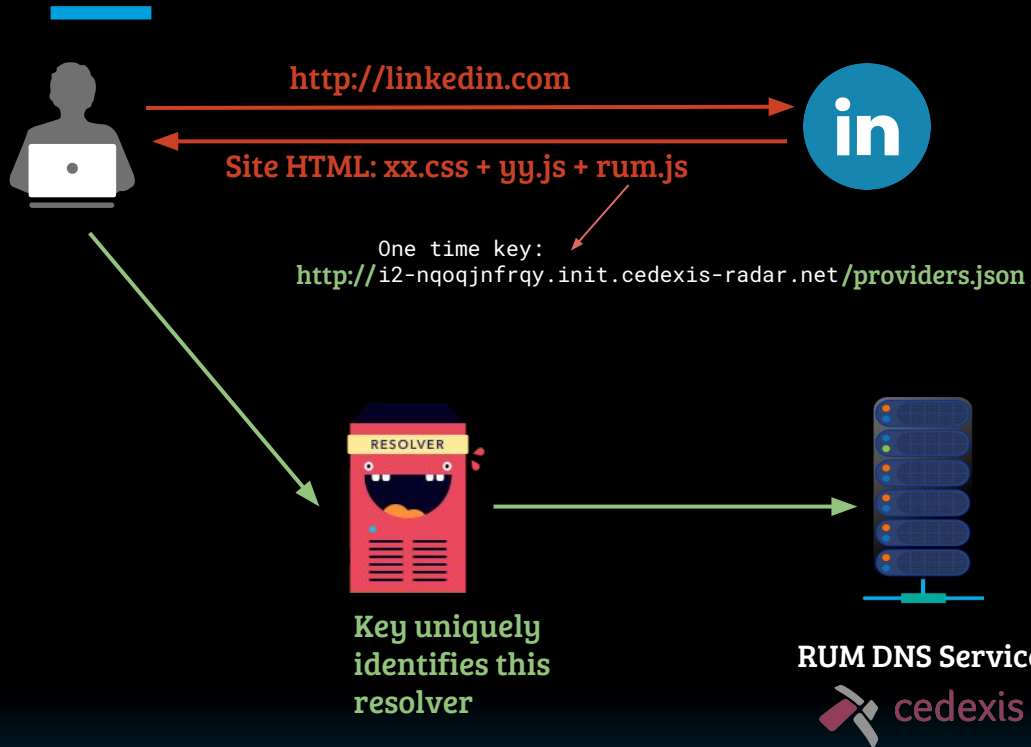 http://linkedin.com
in
Site HTML: xx.css + yy.js + rum.js
One time key:
http://i2-nqoqjnfrqy.init.cedexis-radar.net/providers.json
RESOLVER
Key uniquely
identifies this
resolver
RUM DNS Service
cedexis